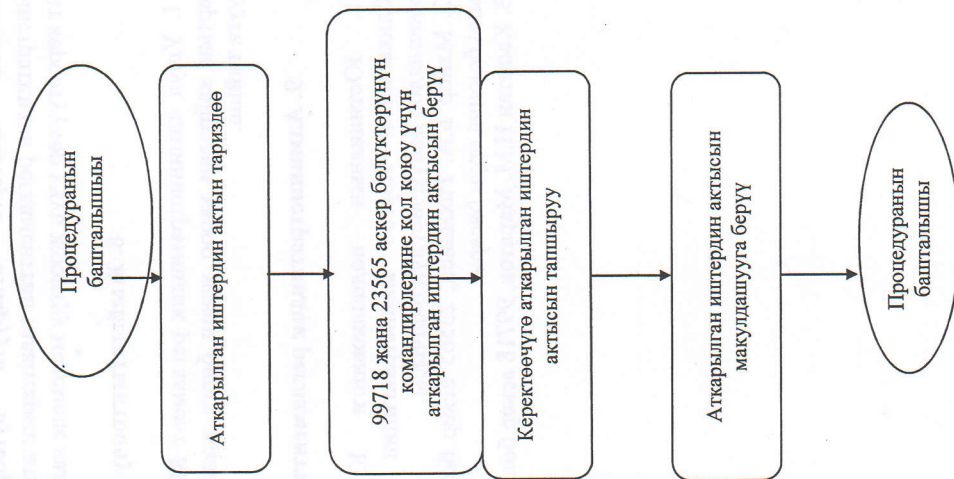 Процедуранын
башталышыы
Аткарылган иштердин актын тариздөө
99718 жана 23565 аскер бөлүктөрүнүн
командирлерине кол коюу үчүн
аткарылган иштердин актысын берүү
Керектөөчүгө аткарылган иштердин
актысын тапшыруу
Аткарылган иштердин актысын
макулдашууга берүү
Процедуранын
башталышы